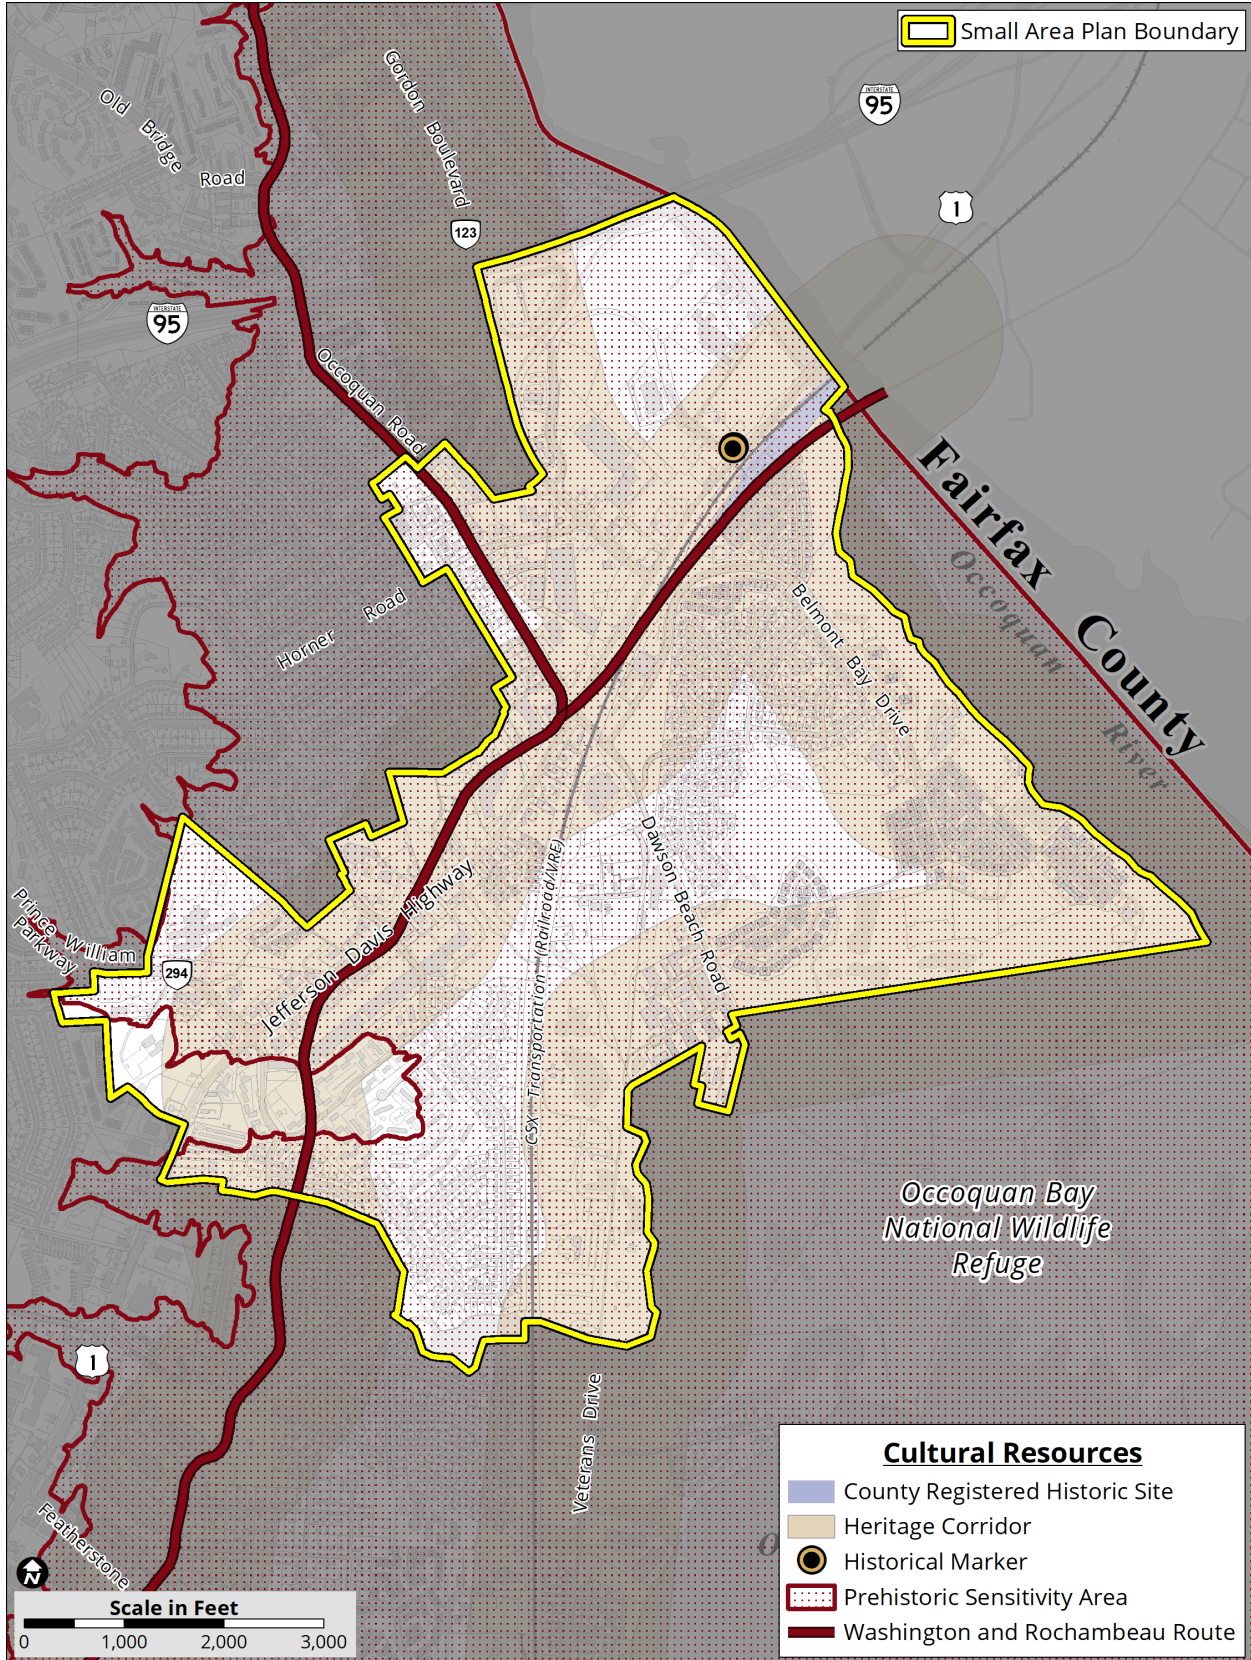 Small Area Plan Boundary
INTERSTATE
95
Gordon Boulevard
Old Bridge Road
1
123
INTERSTATE
95
Occoquan Road
Fairfax County
Occoquan River
Horner Road
Belmont Bay Drive
Dawson Beach Road
CSX Transportation (Railroad/VRE)
Jefferson Davis Highway
Prince William
Parkway
294
Occoquan Bay
National Wildlife
Refuge
1
Veterans Drive
O
Featherstone
N
Scale in Feet
0 1,000 2,000 3,000
Cultural Resources
County Registered Historic Site
Heritage Corridor
Historical Marker
Prehistoric Sensitivity Area
Washington and Rochambeau Route